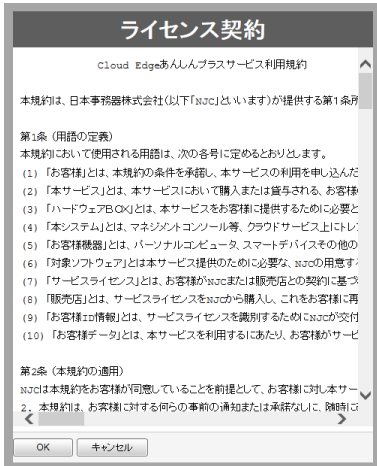 ライセンス契約
Cloud Edgeあんしんプラスサービス利用規約
本規約は、日本事務器株式会社(以下「NJC」といいます)が提供する第1条所
第1条 (用語の定義)
本規約において使用される用語は、次の各号に定めるとおりとします。
(1) 「お客様」とは、本規約の条件を承諾し、本サービスの利用を申し込んだ
(2) 「本サービス」とは、本サービスにおいて購入または貸与される、お客様
(3) 「ハードウェアBOX」とは、本サービスをお客様に提供するために必要と
(4) 「本システム」とは、マネジメントコンソール等、クラウドサービス上にトレ
(5) 「お客様機器」とは、パーソナルコンピュータ、スマートデバイスその他の
(6) 「対象ソフトウェア」とは本サービス提供のために必要な、NJCの用意す
(7) 「サービスライセンス」とは、お客様がNJCまたは販売店との契約に基づ
(8) 「販売店」とは、サービスライセンスをNJCから購入し、これをお客様に再
(9) 「お客様ID情報」とは、サービスライセンスを識別するためにNJCが交付
(10) 「お客様データ」とは、本サービスを利用するにあたり、お客様がサービ
第2条 (本規約の適用)
NJCは本規約をお客様が同意していることを前提として、お客様に対し本サー
2. 本規約は、お客様に対する何らの事前の通知または承諾なしに、随時に
OK キャンセル